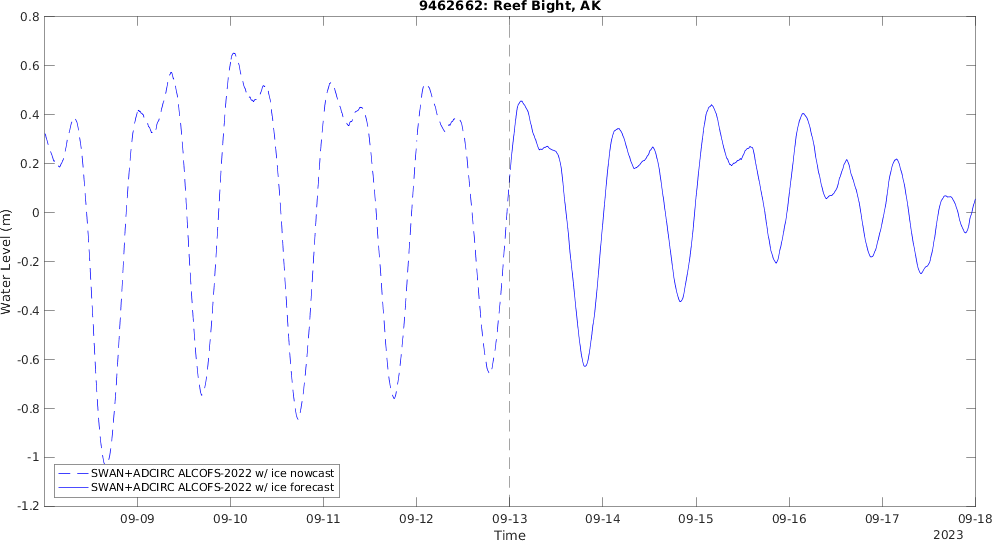 9462662: Reef Bight, AK
0.8
0.6
0.4
0.2
0
-0.2
-0.4
-0.6
-0.8
-1
-1.2
Water Level (m)
SWAN+ADCIRC ALCOFS-2022 w/ ice nowcast
SWAN+ADCIRC ALCOFS-2022 w/ ice forecast
09-09 09-10 09-11 09-12 09-13 09-14 09-15 09-16 09-17 09-18
Time
2023